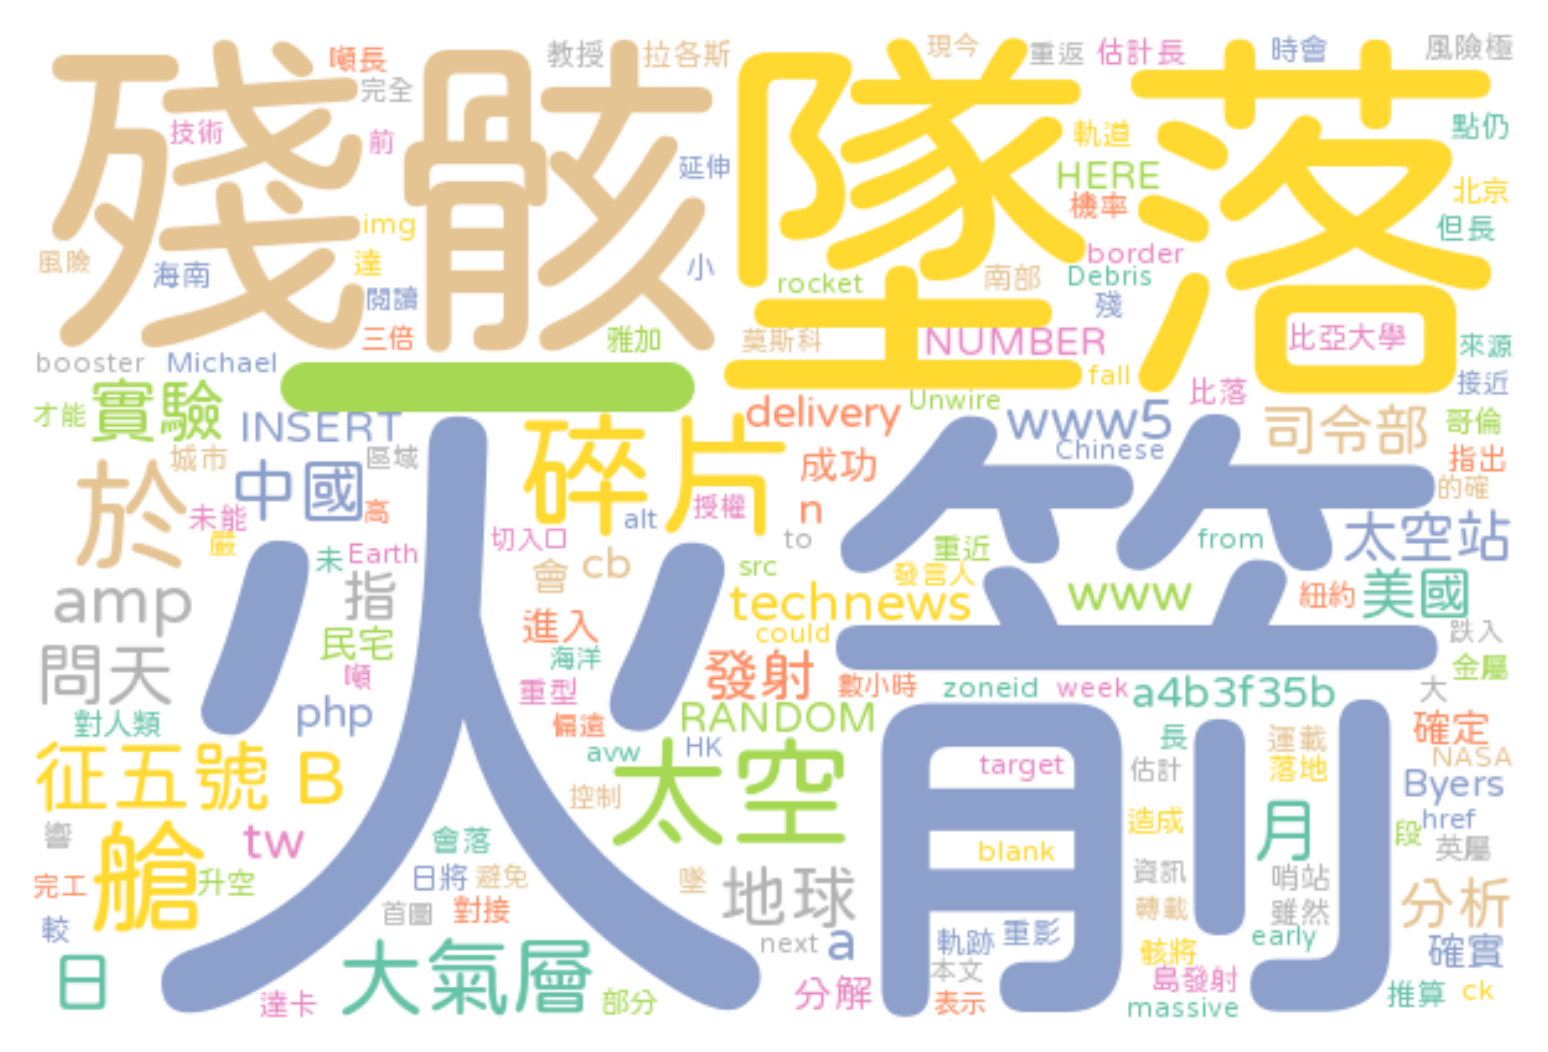 殘骸 墜落
噸長 教授 拉各斯 現今 重返 估計長 時會 風險極
完全 技術 前 延伸 軌道 點仍
HERE 機率 北京
img 但長
風險 海南 達 小 border
rocket 南部 Debris
閱讀 殘
三倍 雅加 莫斯科 NUMBER 比亞大學 來源
booster Michael 一 fall 接近
才能 實驗 INSERT delivery Unwire www5 比落 司令部 哥倫
城市 區域 碎片 成功 Chinese 指出
於 中國 的確
未能 高 alt 授權 n
嚴 切入口 to 重近 from 太空站
火箭
未 Earth 會 cb src 發言人
amp 指 technews www 紐約 美國
民宅 進入 could 跌入
問天 海洋 金屬
噸 重型 發射 數小時 zoneid week a4b3f35b 大
對人類 php 偏遠 RANDOM 長 運載 確定
avw HK target 估計 落地 NASA
征五號 B 太空 控制 Byers
響 tw 會落 造成 月 段 href
艙 blank 英屬
完工 升空 日將 避免 墜 地球 資訊 哨站
較 首圖 對接 轉載 雖然 分析
日 大氣層 next a 軌跡 重影 骸將 early 確實
本文 島發射
達卡 部分 分解 表示 massive 推算 ck